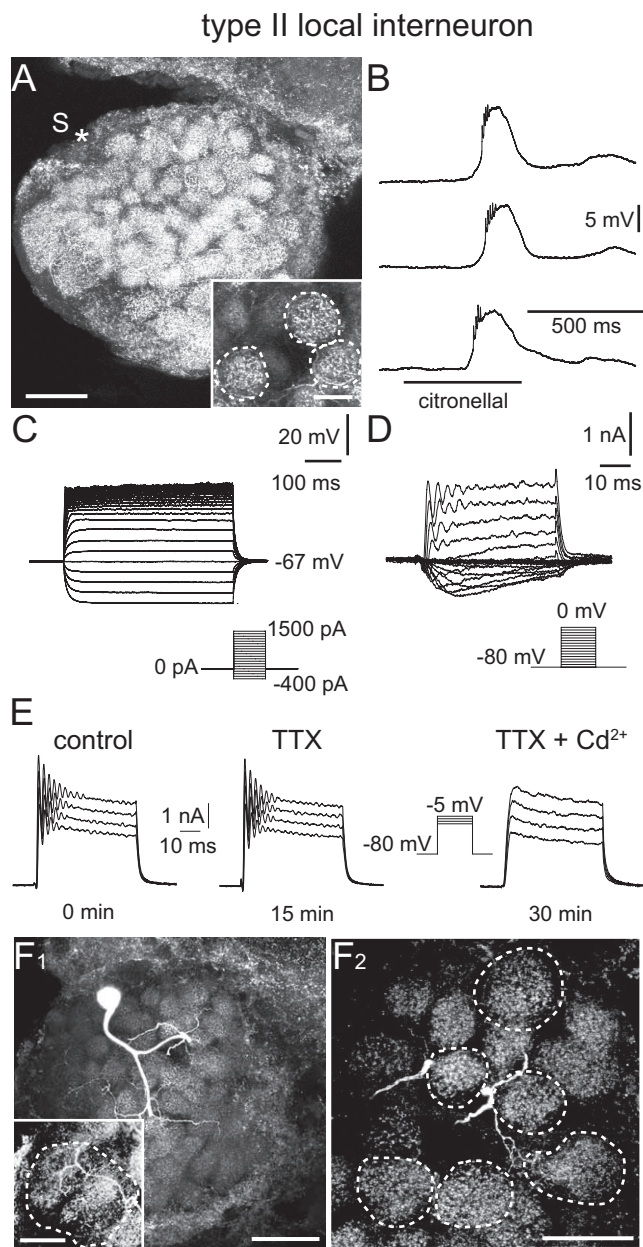 type II local interneuron
A
S *
B
5 mV
500 ms
citronellal
C
20 mV
100 ms
-67 mV
1500 pA
0 pA
-400 pA
D
1 nA
10 ms
0 mV
-80 mV
E
control
TTX
TTX + Cd²⁺
1 nA
10 ms
-5 mV
-80 mV
0 min
15 min
30 min
F1
F2